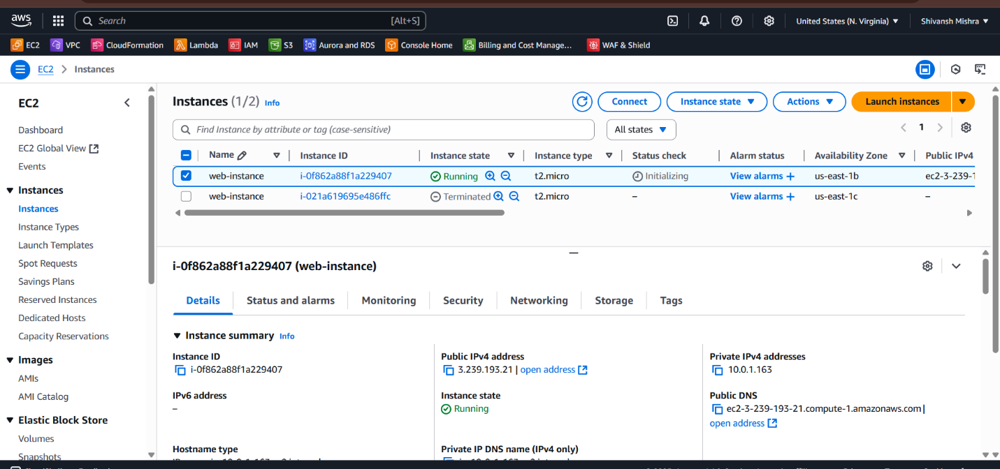 aws
Search [Alt+S]
United States (N. Virginia)
Shivansh Mishra
EC2 VPC CloudFormation Lambda IAM S3 Aurora and RDS Console Home Billing and Cost Manage... WAF & Shield
EC2 > Instances
EC2
Dashboard
EC2 Global View
Events
Instances
Instances
Instance Types
Launch Templates
Spot Requests
Savings Plans
Reserved Instances
Dedicated Hosts
Capacity Reservations
Images
AMIs
AMI Catalog
Elastic Block Store
Volumes
Snapshots
Instances (1/2) Info
Connect
Instance state
Actions
Launch instances
Find Instance by attribute or tag (case-sensitive)
All states
1
Name Instance ID Instance state Instance type Status check Alarm status Availability Zone Public IPv4
web-instance i-0f862a88f1a229407 Running t2.micro Initializing View alarms + us-east-1b ec2-3-239-1
web-instance i-021a619695e486ffc Terminated t2.micro – View alarms + us-east-1c –
i-0f862a88f1a229407 (web-instance)
Details Status and alarms Monitoring Security Networking Storage Tags
Instance summary Info
Instance ID
i-0f862a88f1a229407
Public IPv4 address
3.239.193.21 | open address
Private IPv4 addresses
10.0.1.163
IPv6 address
–
Instance state
Running
Public DNS
ec2-3-239-193-21.compute-1.amazonaws.com |
open address
Hostname type
Private IP DNS name (IPv4 only)